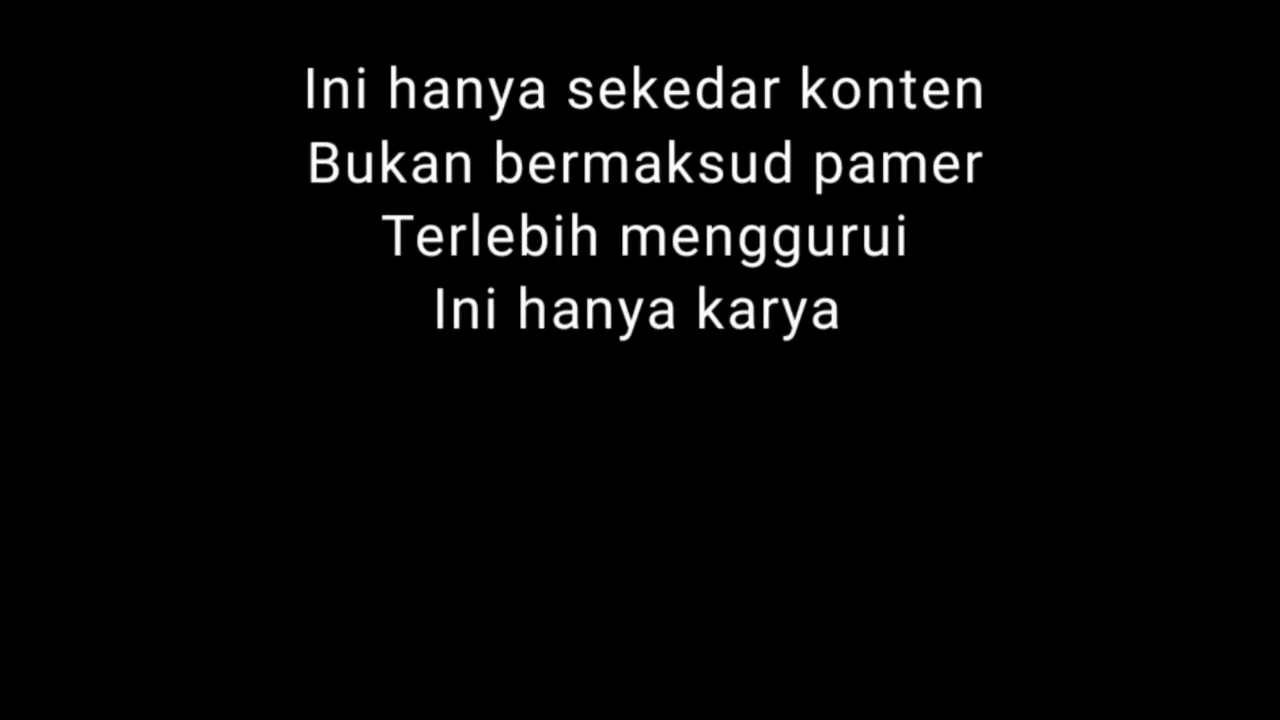 Ini hanya sekedar konten
Bukan bermaksud pamer
Terlebih menggurui
Ini hanya karya